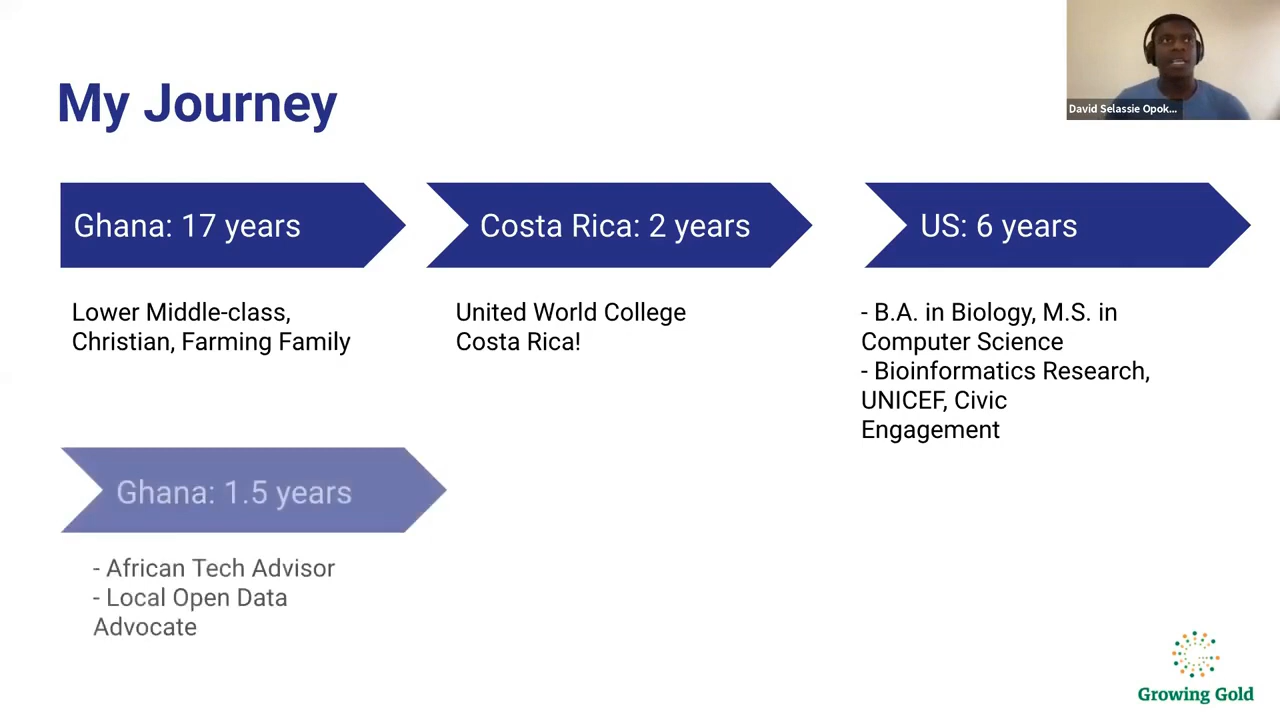 David Selassie Opok...
My Journey
Ghana: 17 years
Costa Rica: 2 years
US: 6 years
Lower Middle-class,
Christian, Farming Family
United World College
Costa Rica!
- B.A. in Biology, M.S. in
Computer Science
- Bioinformatics Research,
UNICEF, Civic
Engagement
Ghana: 1.5 years
- African Tech Advisor
- Local Open Data
Advocate
Growing Gold